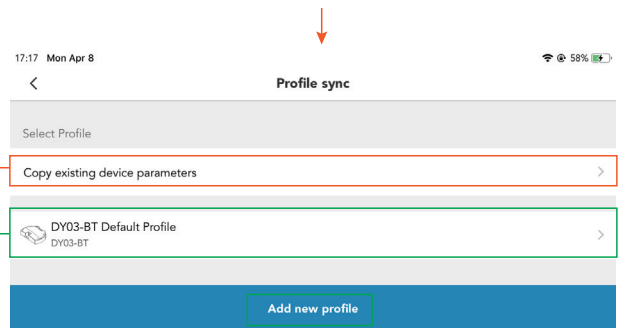 17:17 Mon Apr 8
58%
Profile sync
Select Profile
Copy existing device parameters
DY03-BT Default Profile
DY03-BT
Add new profile